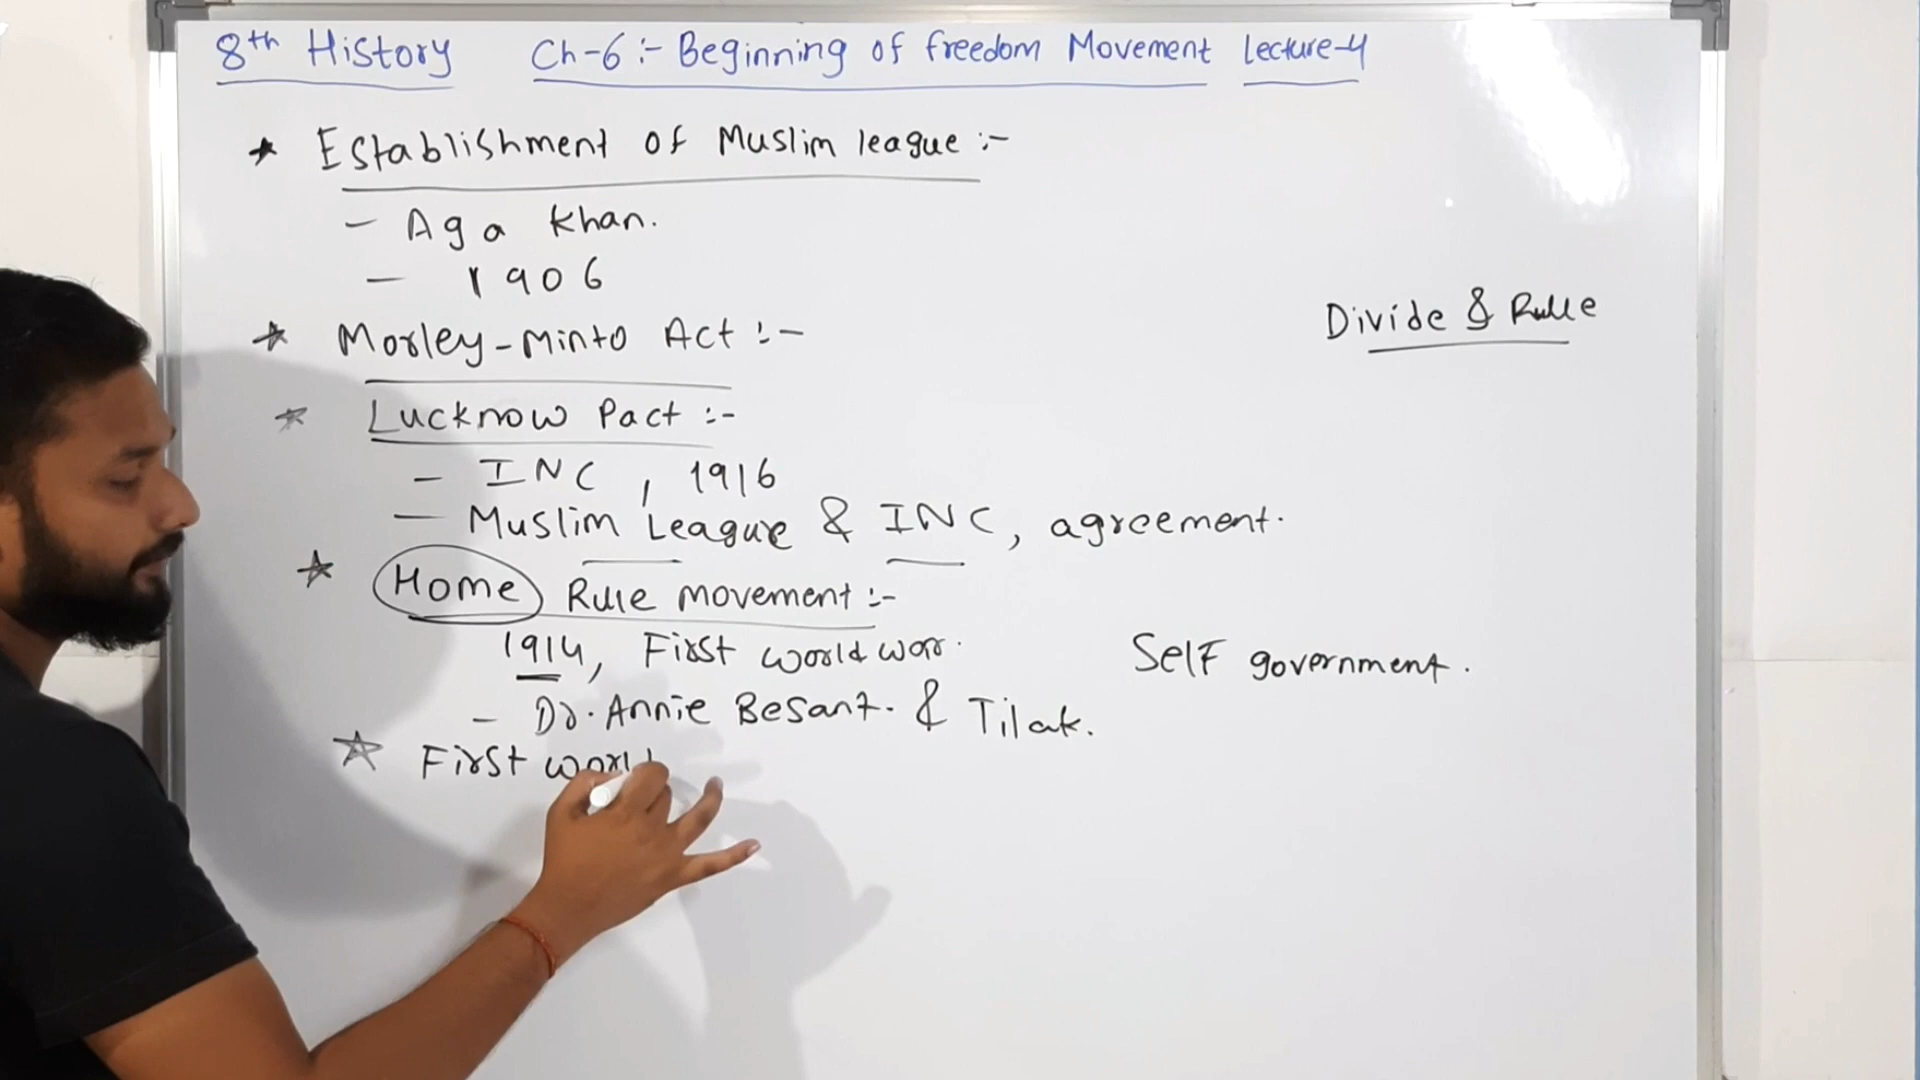 8th History Ch-6:- Beginning of freedom Movement Lecture-4
* Establishment of Muslim league :-
- Aga Khan.
- 1906
Divide & Rule
* Morley-Minto Act :-
* Lucknow Pact :-
- INC, 1916
- Muslim League & INC, agreement.
* Home Rule movement :-
1914, First world war.
Self government.
- Dr. Annie Besant. & Tilak.
* First world